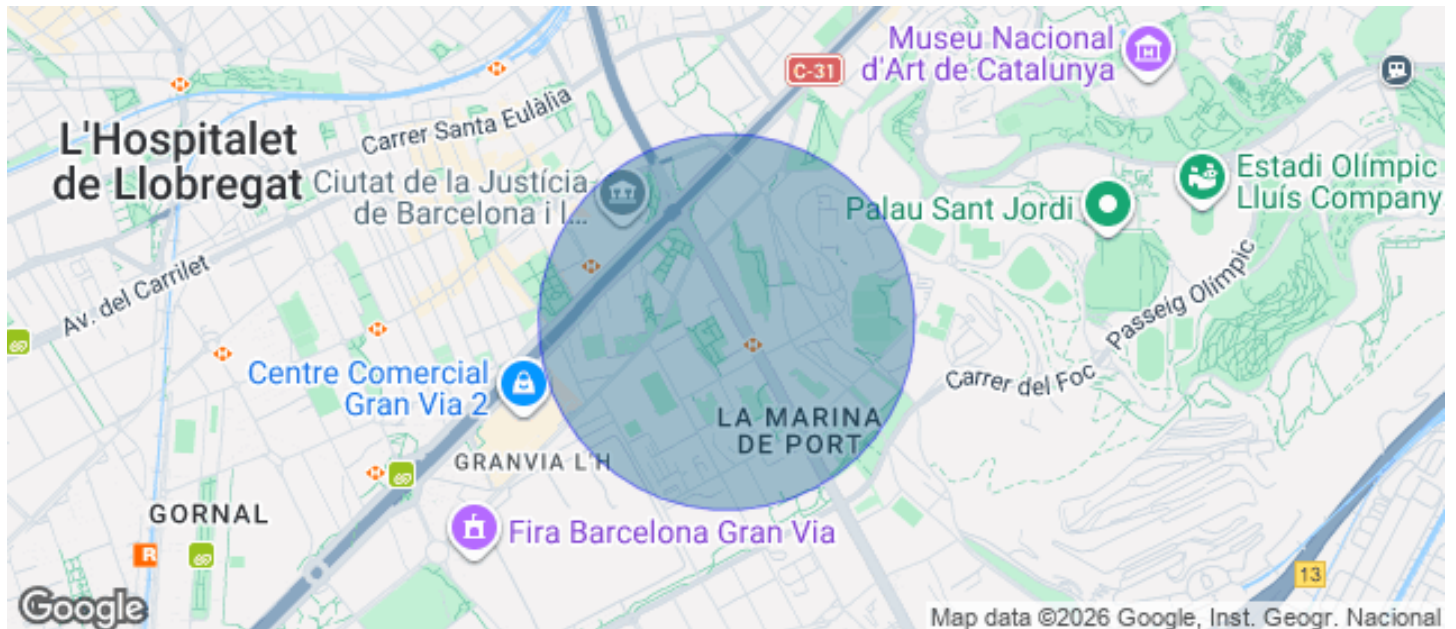 Museu Nacional
d'Art de Catalunya
C-31
Carrer Santa Eulàlia
L'Hospitalet
de Llobregat
Ciutat de la Justícia
de Barcelona i l...
Estadi Olímpic
Lluís Company
Palau Sant Jordi
Av. del Carrilet
Passeig Olímpic
Centre Comercial
Gran Via 2
Carrer del Foc
LA MARINA
DE PORT
GRANVIA L'H
GORNAL
Fira Barcelona Gran Via
R
13
Google
Map data ©2026 Google, Inst. Geogr. Nacional